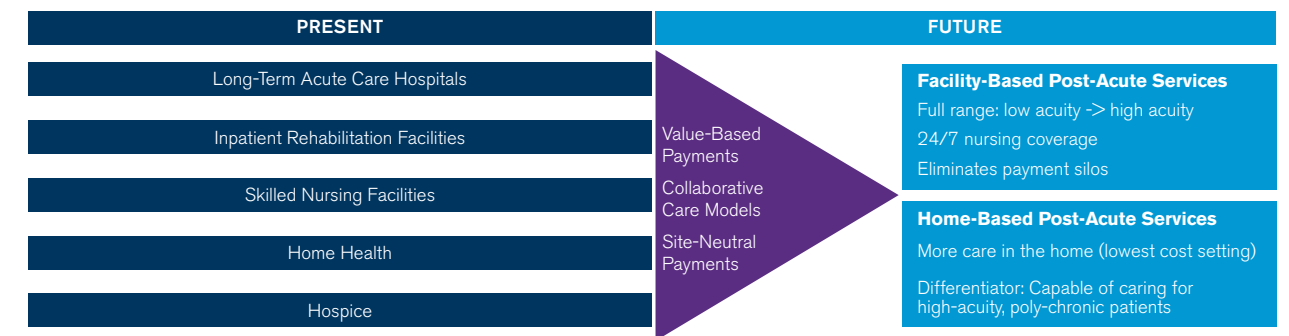 PRESENT
FUTURE
Long-Term Acute Care Hospitals
Inpatient Rehabilitation Facilities
Skilled Nursing Facilities
Home Health
Hospice
Value-Based
Payments
Collaborative
Care Models
Site-Neutral
Payments
Facility-Based Post-Acute Services
Full range: low acuity -> high acuity
24/7 nursing coverage
Eliminates payment silos
Home-Based Post-Acute Services
More care in the home (lowest cost setting)
Differentiator: Capable of caring for
high-acuity, poly-chronic patients